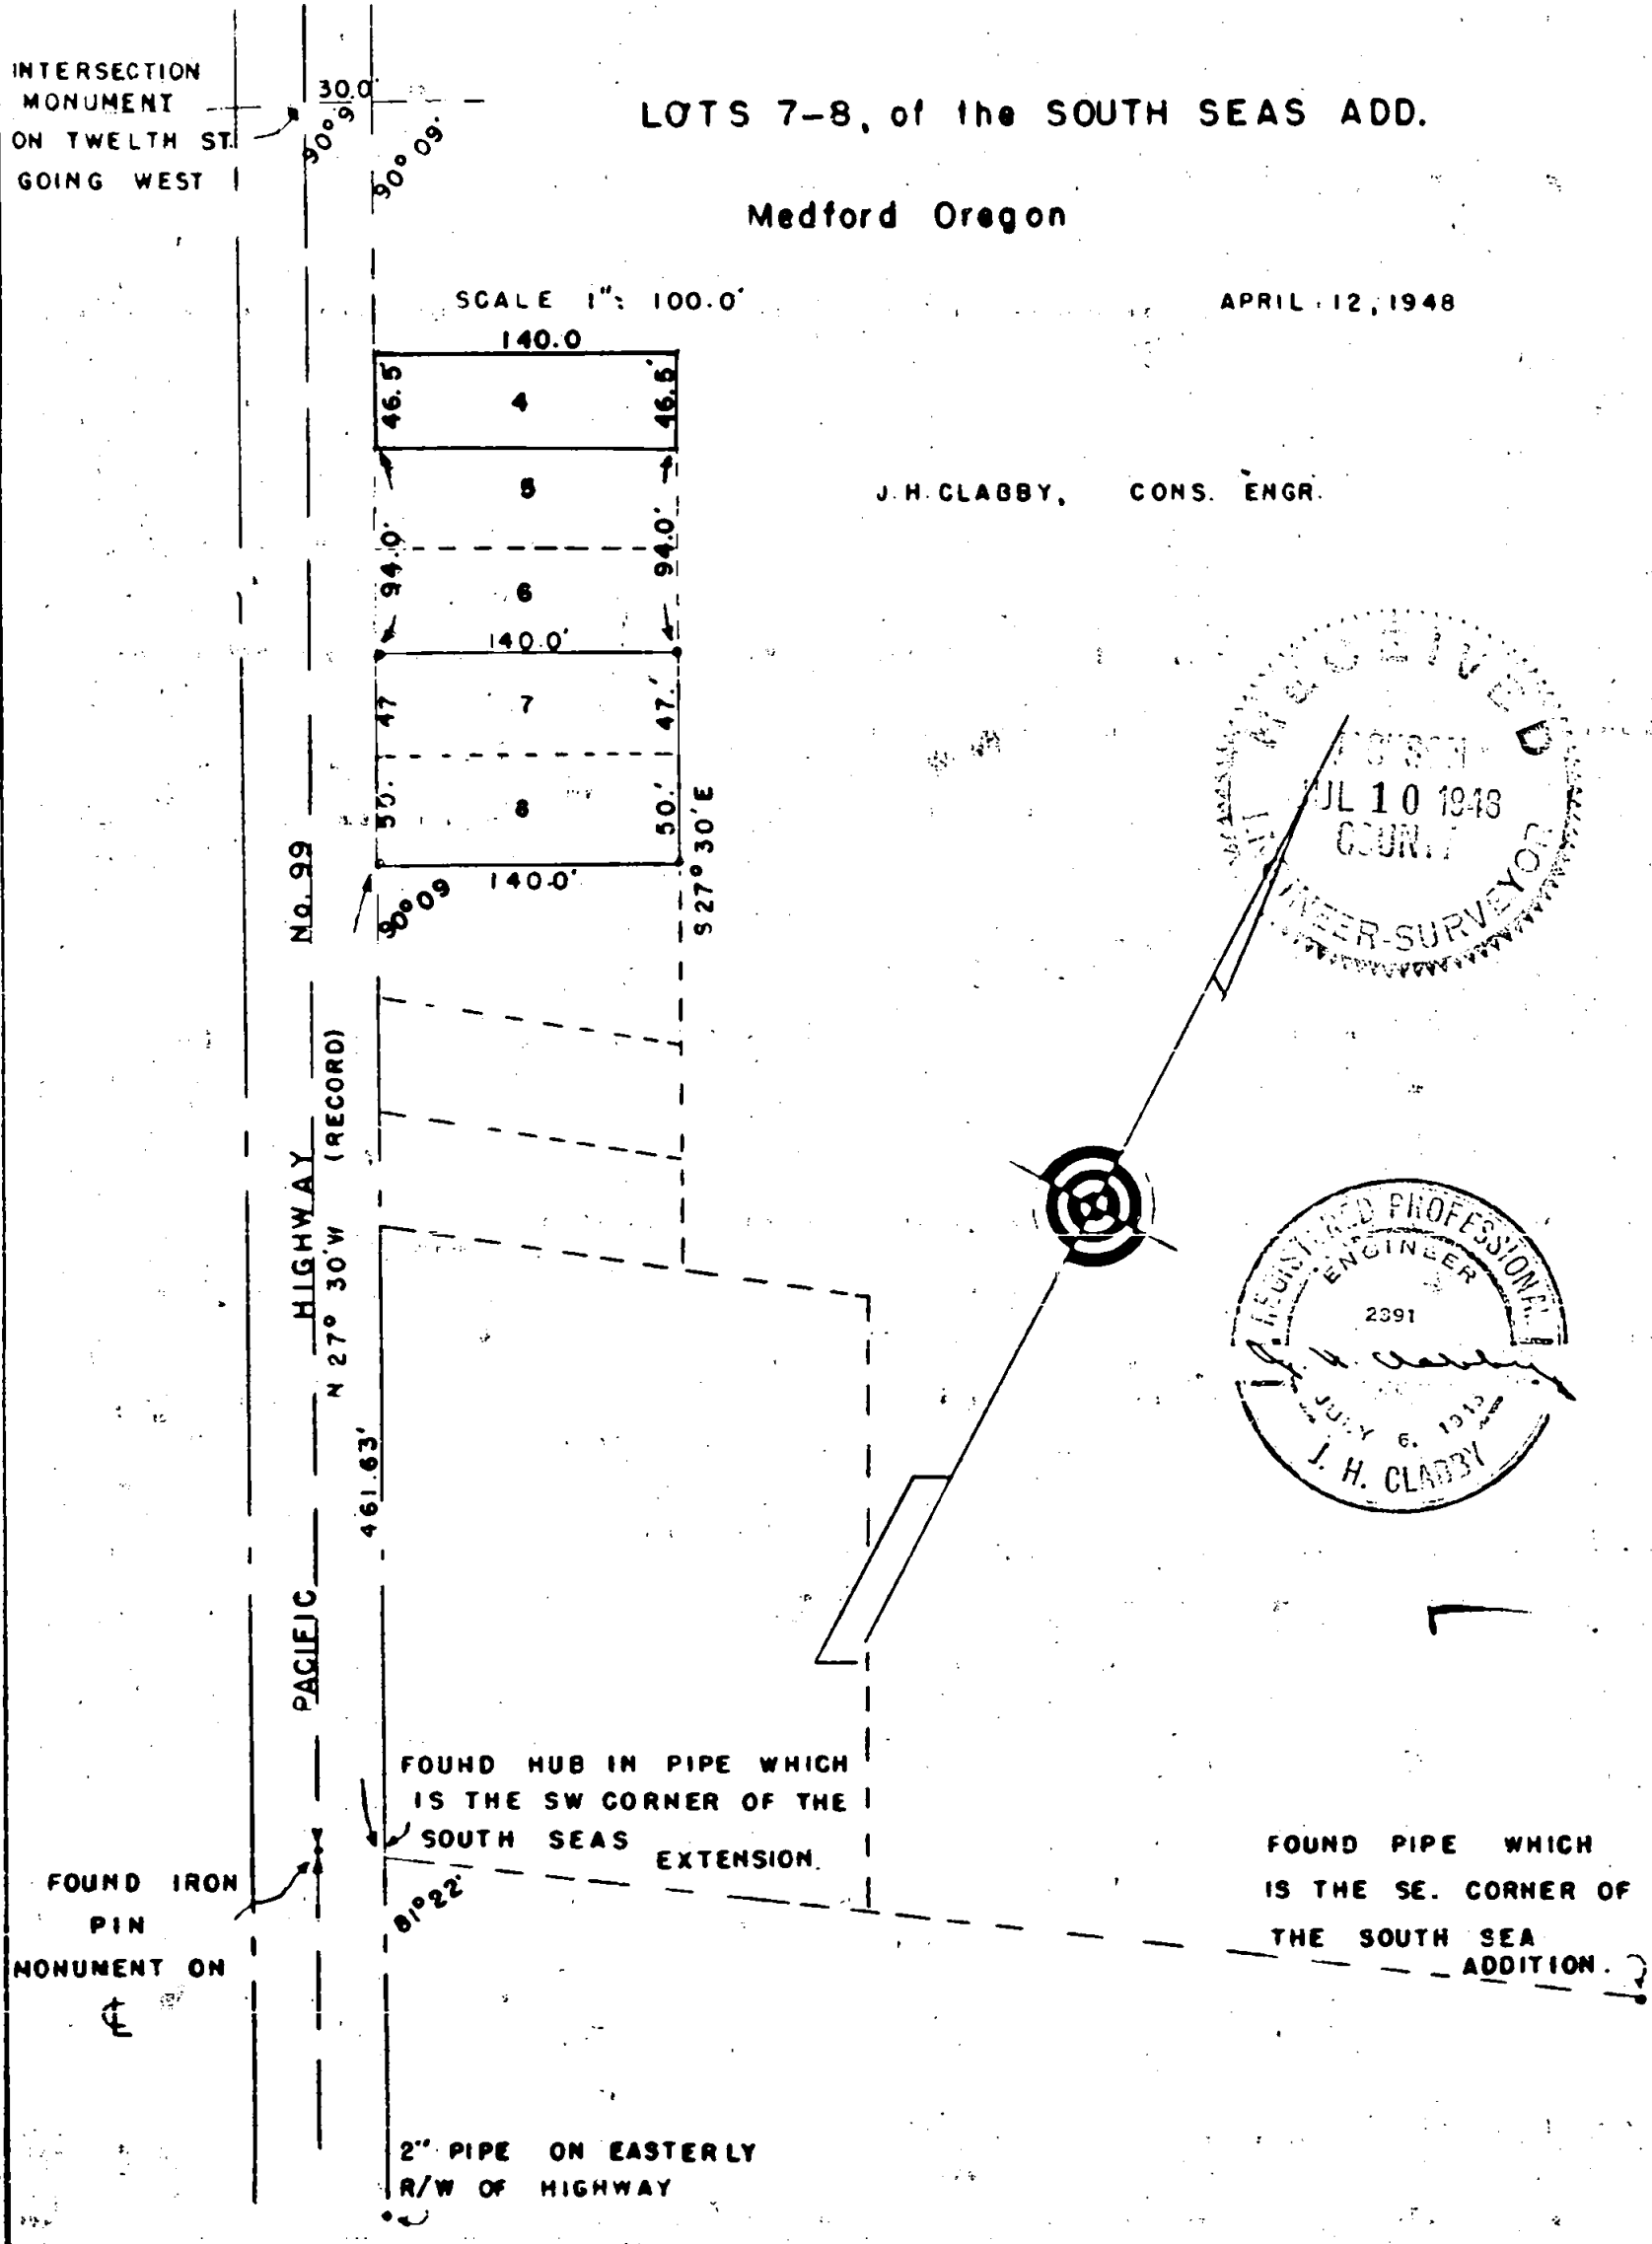 INTERSECTION
MONUMENT
ON TWELTH ST.
GOING WEST
30.0'
90°9'
90°09'
LOTS 7-8, of the SOUTH SEAS ADD.
Medford Oregon
SCALE 1": 100.0'
APRIL 12, 1948
140.0
46.5'
4
46.5'
5
J.H. CLABBY, CONS. ENGR.
94.0'
94.0'
6
140.0'
47
7
47.'
50.'
8
50.'
140.0'
90°09
S 27° 30' E
RECEIVED
JUL 10 1948
COUNTY
SURVEYOR
PACIFIC HIGHWAY No. 99
N 27° 30' W (RECORD)
461.63'
REGISTERED PROFESSIONAL
ENGINEER
2391
J. H. Clabby
JULY 6,
J. H. CLABBY
FOUND HUB IN PIPE WHICH
IS THE SW CORNER OF THE
SOUTH SEAS EXTENSION.
81°22'
FOUND IRON
PIN
MONUMENT ON
℄
FOUND PIPE WHICH
IS THE SE. CORNER OF
THE SOUTH SEA
ADDITION.
2" PIPE ON EASTERLY
R/W OF HIGHWAY